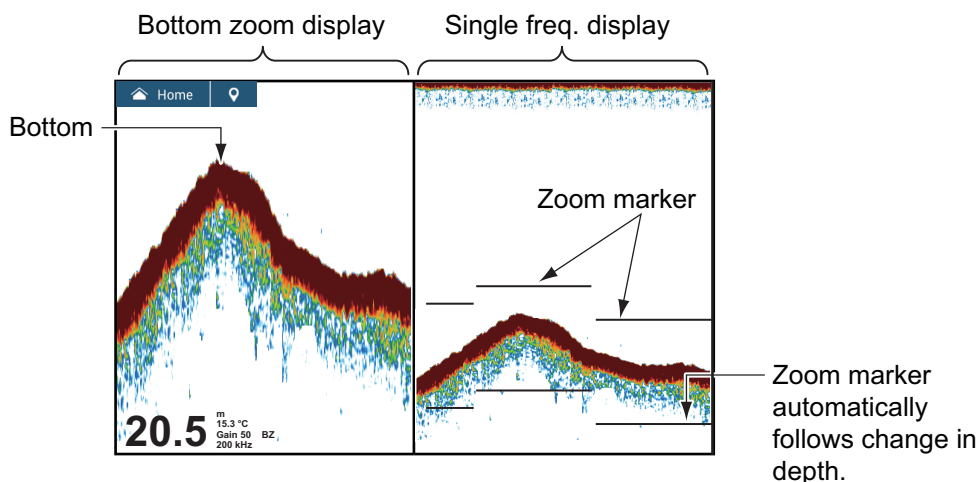 Bottom zoom display
Single freq. display
Home
Bottom
Zoom marker
20.5
m
15.3 °C
Gain 50 BZ
200 kHz
Zoom marker
automatically
follows change in
depth.